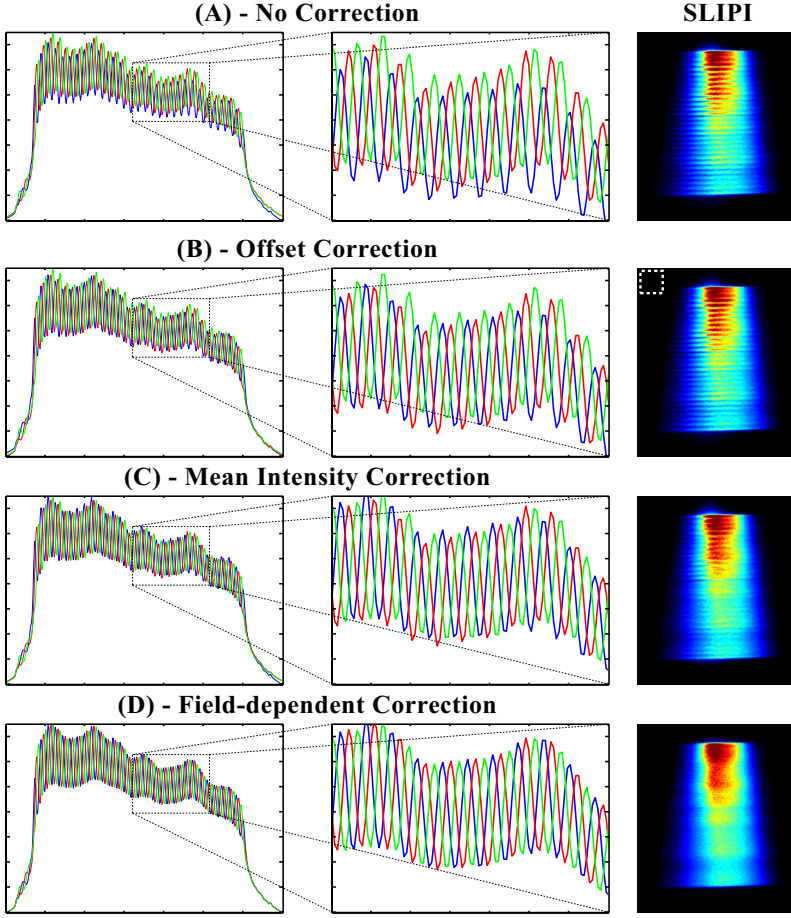 (A) - No Correction
SLIPI
(B) - Offset Correction
(C) - Mean Intensity Correction
(D) - Field-dependent Correction